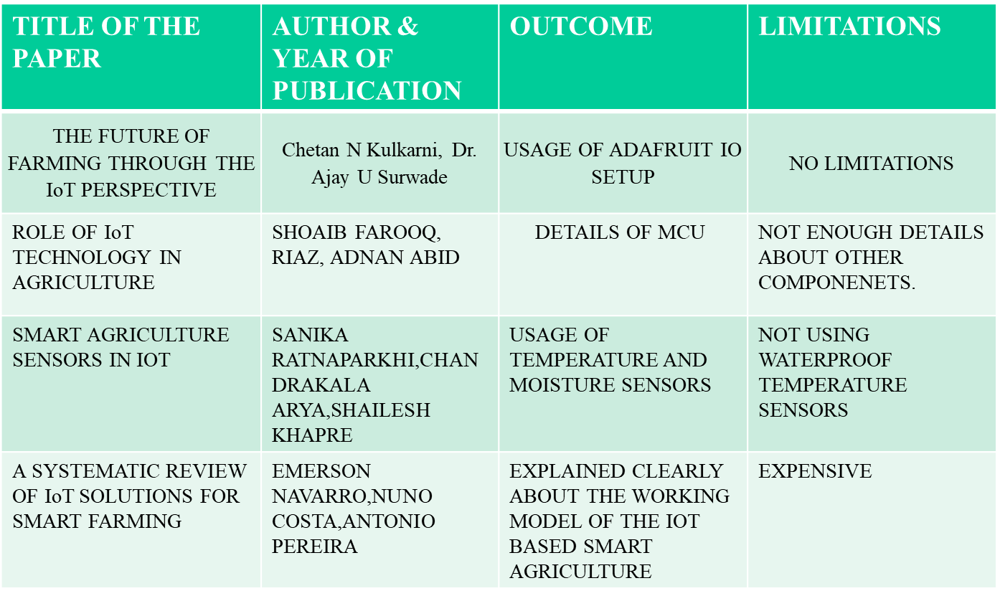 TITLE OF THE
PAPER
AUTHOR &
YEAR OF
PUBLICATION
OUTCOME
LIMITATIONS
THE FUTURE OF
FARMING THROUGH THE
IoT PERSPECTIVE
Chetan N Kulkarni, Dr.
Ajay U Surwade
USAGE OF ADAFRUIT IO
SETUP
NO LIMITATIONS
ROLE OF IoT
TECHNOLOGY IN
AGRICULTURE
SHOAIB FAROOQ,
RIAZ, ADNAN ABID
DETAILS OF MCU
NOT ENOUGH DETAILS
ABOUT OTHER
COMPONENETS.
SMART AGRICULTURE
SENSORS IN IOT
SANIKA
RATNAPARKHI,CHAN
DRAKALA
ARYA,SHAILESH
KHAPRE
USAGE OF
TEMPERATURE AND
MOISTURE SENSORS
NOT USING
WATERPROOF
TEMPERATURE
SENSORS
A SYSTEMATIC REVIEW
OF IoT SOLUTIONS FOR
SMART FARMING
EMERSON
NAVARRO,NUNO
COSTA,ANTONIO
PEREIRA
EXPLAINED CLEARLY
ABOUT THE WORKING
MODEL OF THE IOT
BASED SMART
AGRICULTURE
EXPENSIVE